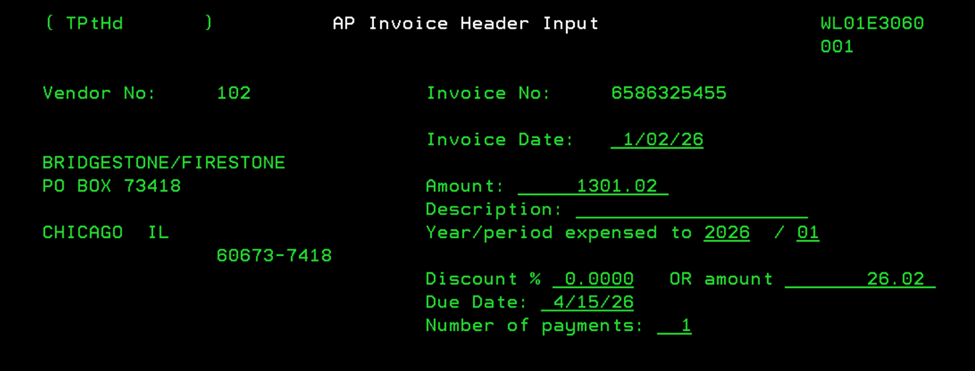 ( TPtHd ) AP Invoice Header Input WL01E3060
001
Vendor No: 102 Invoice No: 6586325455
Invoice Date: 1/02/26
BRIDGESTONE/FIRESTONE
PO BOX 73418 Amount: 1301.02
Description:
CHICAGO IL Year/period expensed to 2026 / 01
60673-7418
Discount % 0.0000 OR amount 26.02
Due Date: 4/15/26
Number of payments: 1